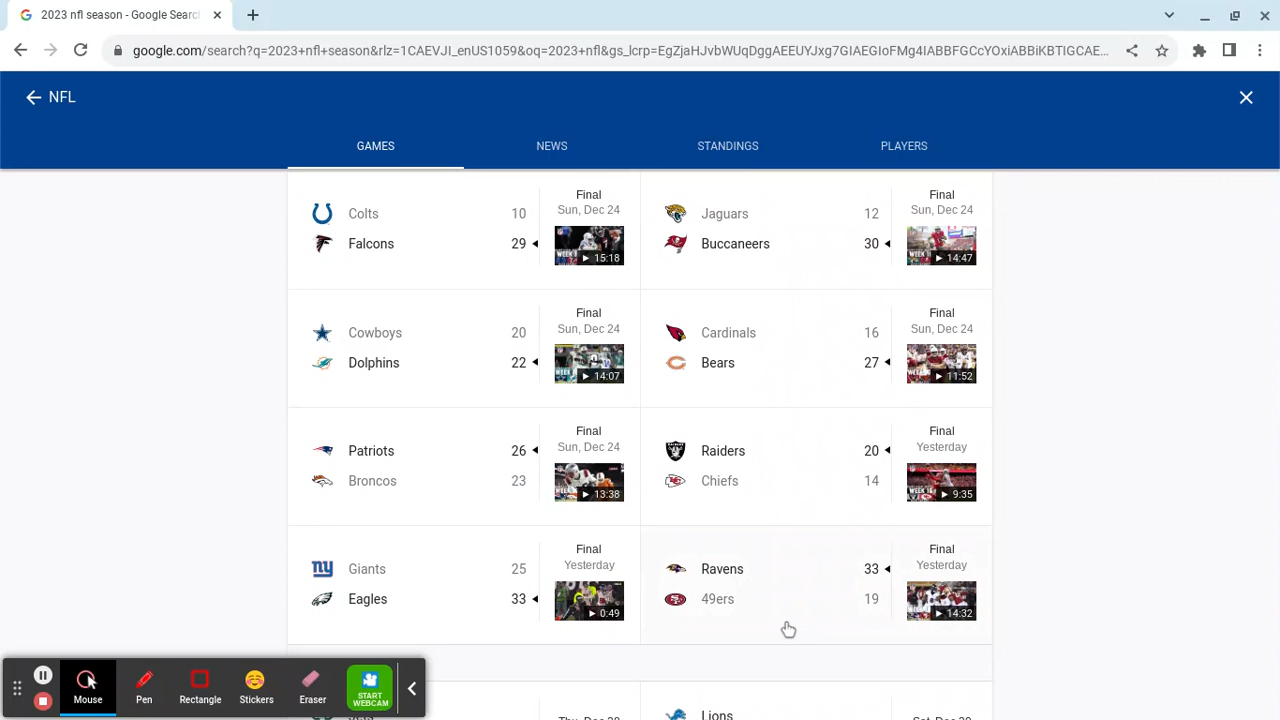 2023 nfl season - Google Searc
google.com/search?q=2023+nfl+season&rlz=1CAEVJI_enUS1059&oq=2023+nfl&gs_lcrp=EgZjaHJvbWUqDggAEEUYJxg7GIAEGIoFMg4IABBFGCcYOxiABBiKBTIGCAE...
NFL
GAMES NEWS STANDINGS PLAYERS
Colts 10
Falcons 29
Final
Sun, Dec 24
15:18
Jaguars 12
Buccaneers 30
Final
Sun, Dec 24
14:47
Cowboys 20
Dolphins 22
Final
Sun, Dec 24
14:07
Cardinals 16
Bears 27
Final
Sun, Dec 24
11:52
Patriots 26
Broncos 23
Final
Sun, Dec 24
13:38
Raiders 20
Chiefs 14
Final
Yesterday
9:35
Giants 25
Eagles 33
Final
Yesterday
0:49
Ravens 33
49ers 19
Final
Yesterday
14:32
Lions
Mouse
Pen
Rectangle
Stickers
Eraser
START
WEBCAM